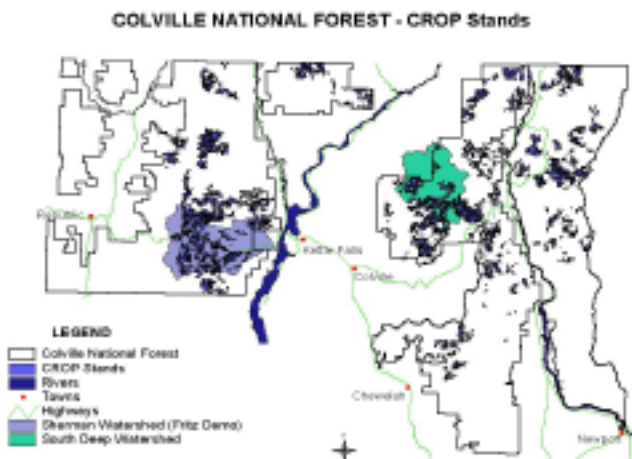 COLVILLE NATIONAL FOREST - CROP Stands
Republic
Kettle Falls
Colville
Chewelah
Newport
LEGEND
Colville National Forest
CROP Stands
Rivers
Towns
Highways
Sherman Watershed (Fritz Demo)
South Deep Watershed